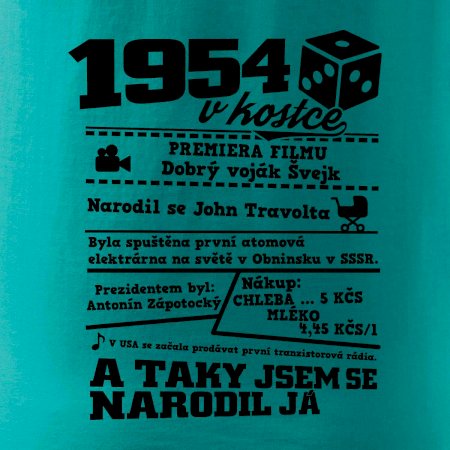 1954
v kostce
PREMIERA FILMU
Dobrý voják Švejk
Narodil se John Travolta
Byla spuštěna první atomová
elektrárna na světě v Obninsku v SSSR.
Prezidentem byl:
Antonín Zápotocký
Nákup:
CHLEBA ... 5 KČS
MLÉKO
4,45 KČS/l
V USA se začala prodávat první tranzistorová rádia.
A TAKY JSEM SE
NARODIL JÁ